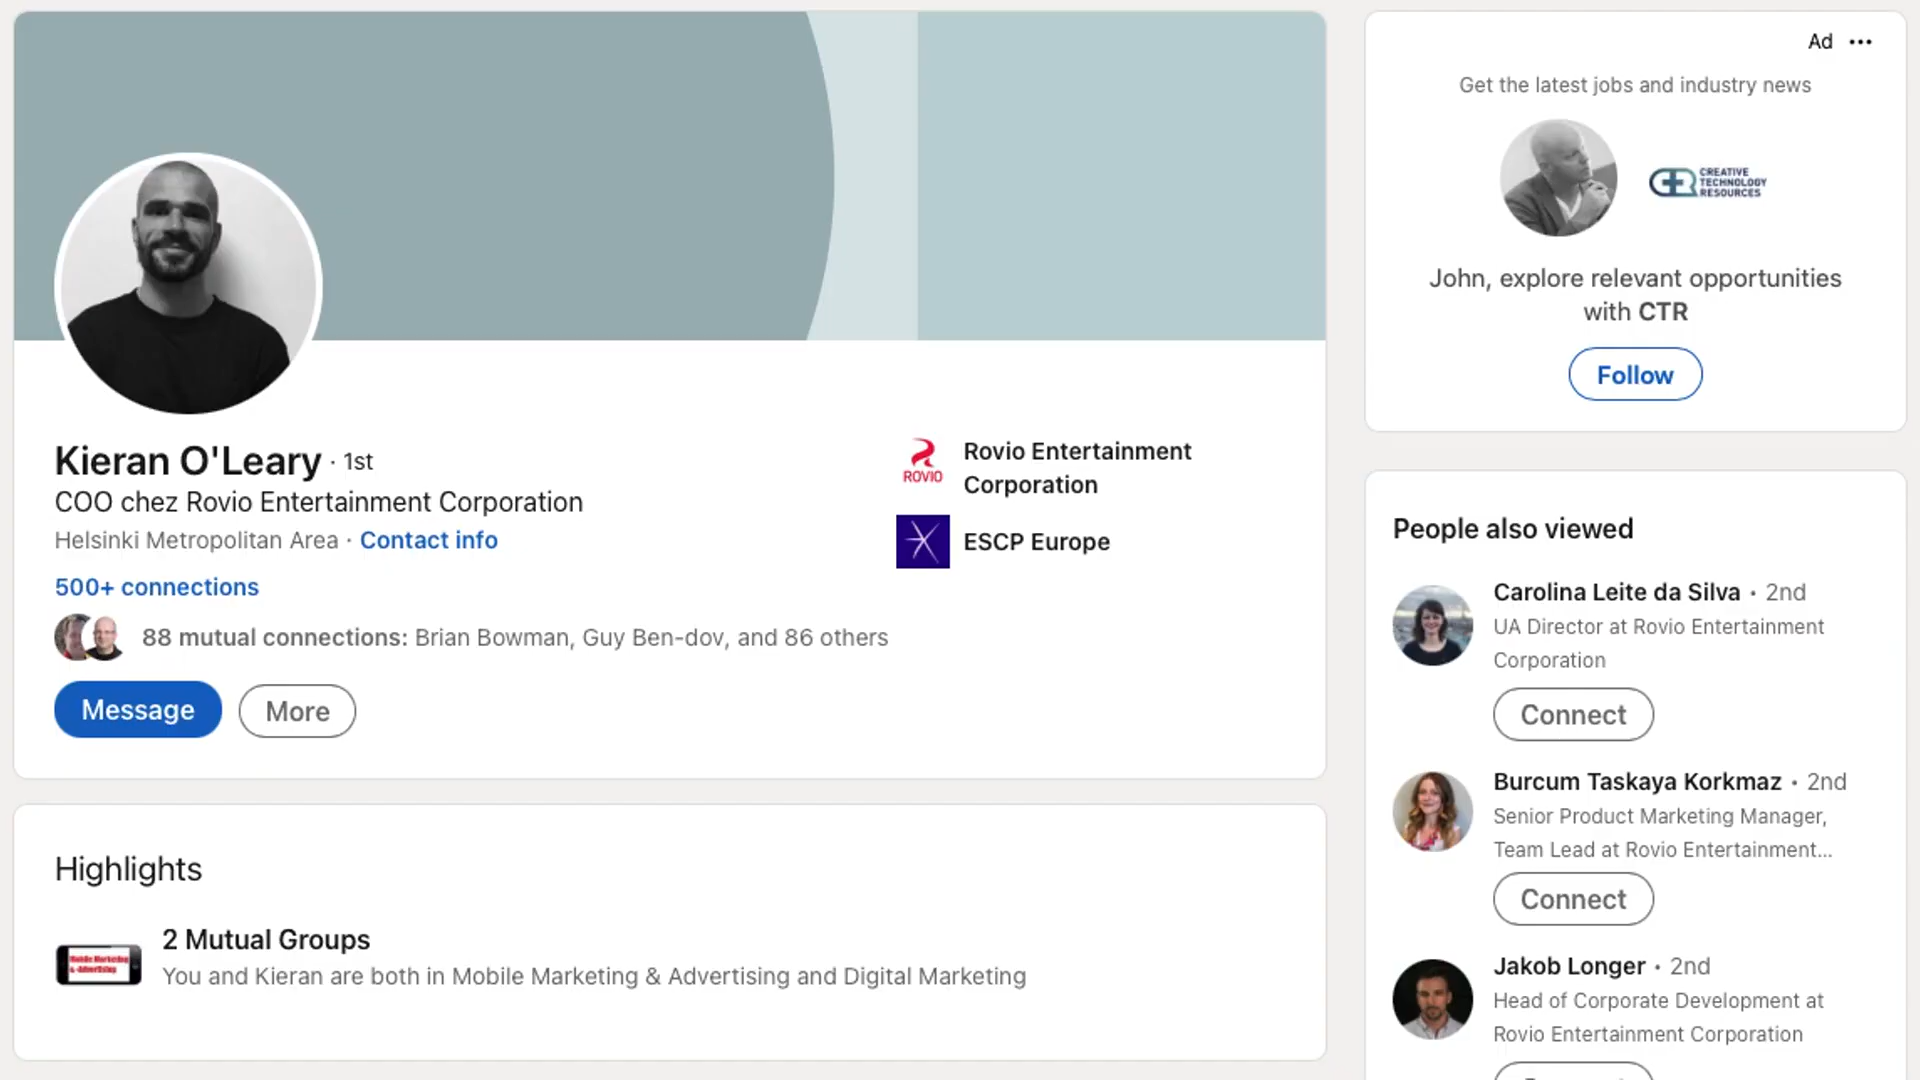 Kieran O'Leary · 1st
COO chez Rovio Entertainment Corporation
Helsinki Metropolitan Area · Contact info
500+ connections
88 mutual connections: Brian Bowman, Guy Ben-dov, and 86 others
Message
More
ROVIO
Rovio Entertainment
Corporation
ESCP Europe
Highlights
Mobile Marketing
& Advertising
2 Mutual Groups
You and Kieran are both in Mobile Marketing & Advertising and Digital Marketing
Ad ···
Get the latest jobs and industry news
CREATIVE
TECHNOLOGY
RESOURCES
John, explore relevant opportunities
with CTR
Follow
People also viewed
Carolina Leite da Silva · 2nd
UA Director at Rovio Entertainment
Corporation
Connect
Burcum Taskaya Korkmaz · 2nd
Senior Product Marketing Manager,
Team Lead at Rovio Entertainment...
Connect
Jakob Longer · 2nd
Head of Corporate Development at
Rovio Entertainment Corporation